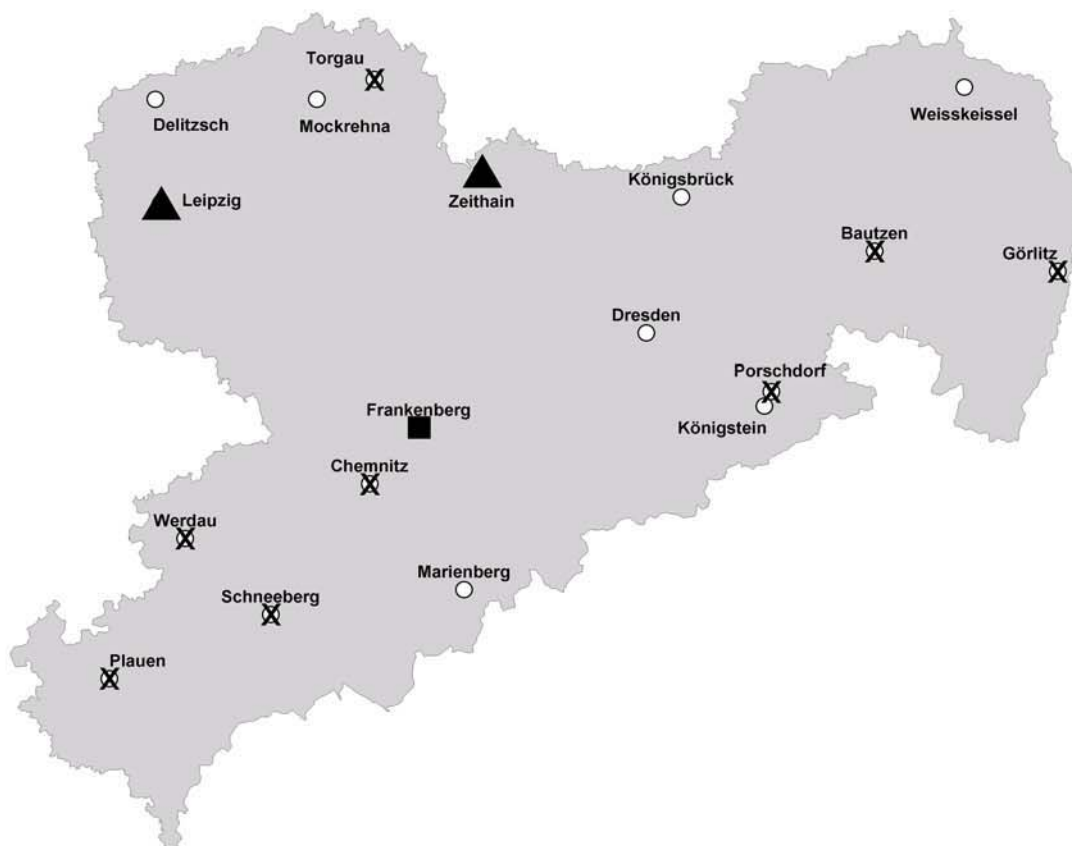 Torgau
Delitzsch
Mockrehna
Weisskeissel
Leipzig
Zeithain
Königsbrück
Bautzen
Görlitz
Dresden
Porschdorf
Frankenberg
Königstein
Chemnitz
Werdau
Marienberg
Schneeberg
Plauen